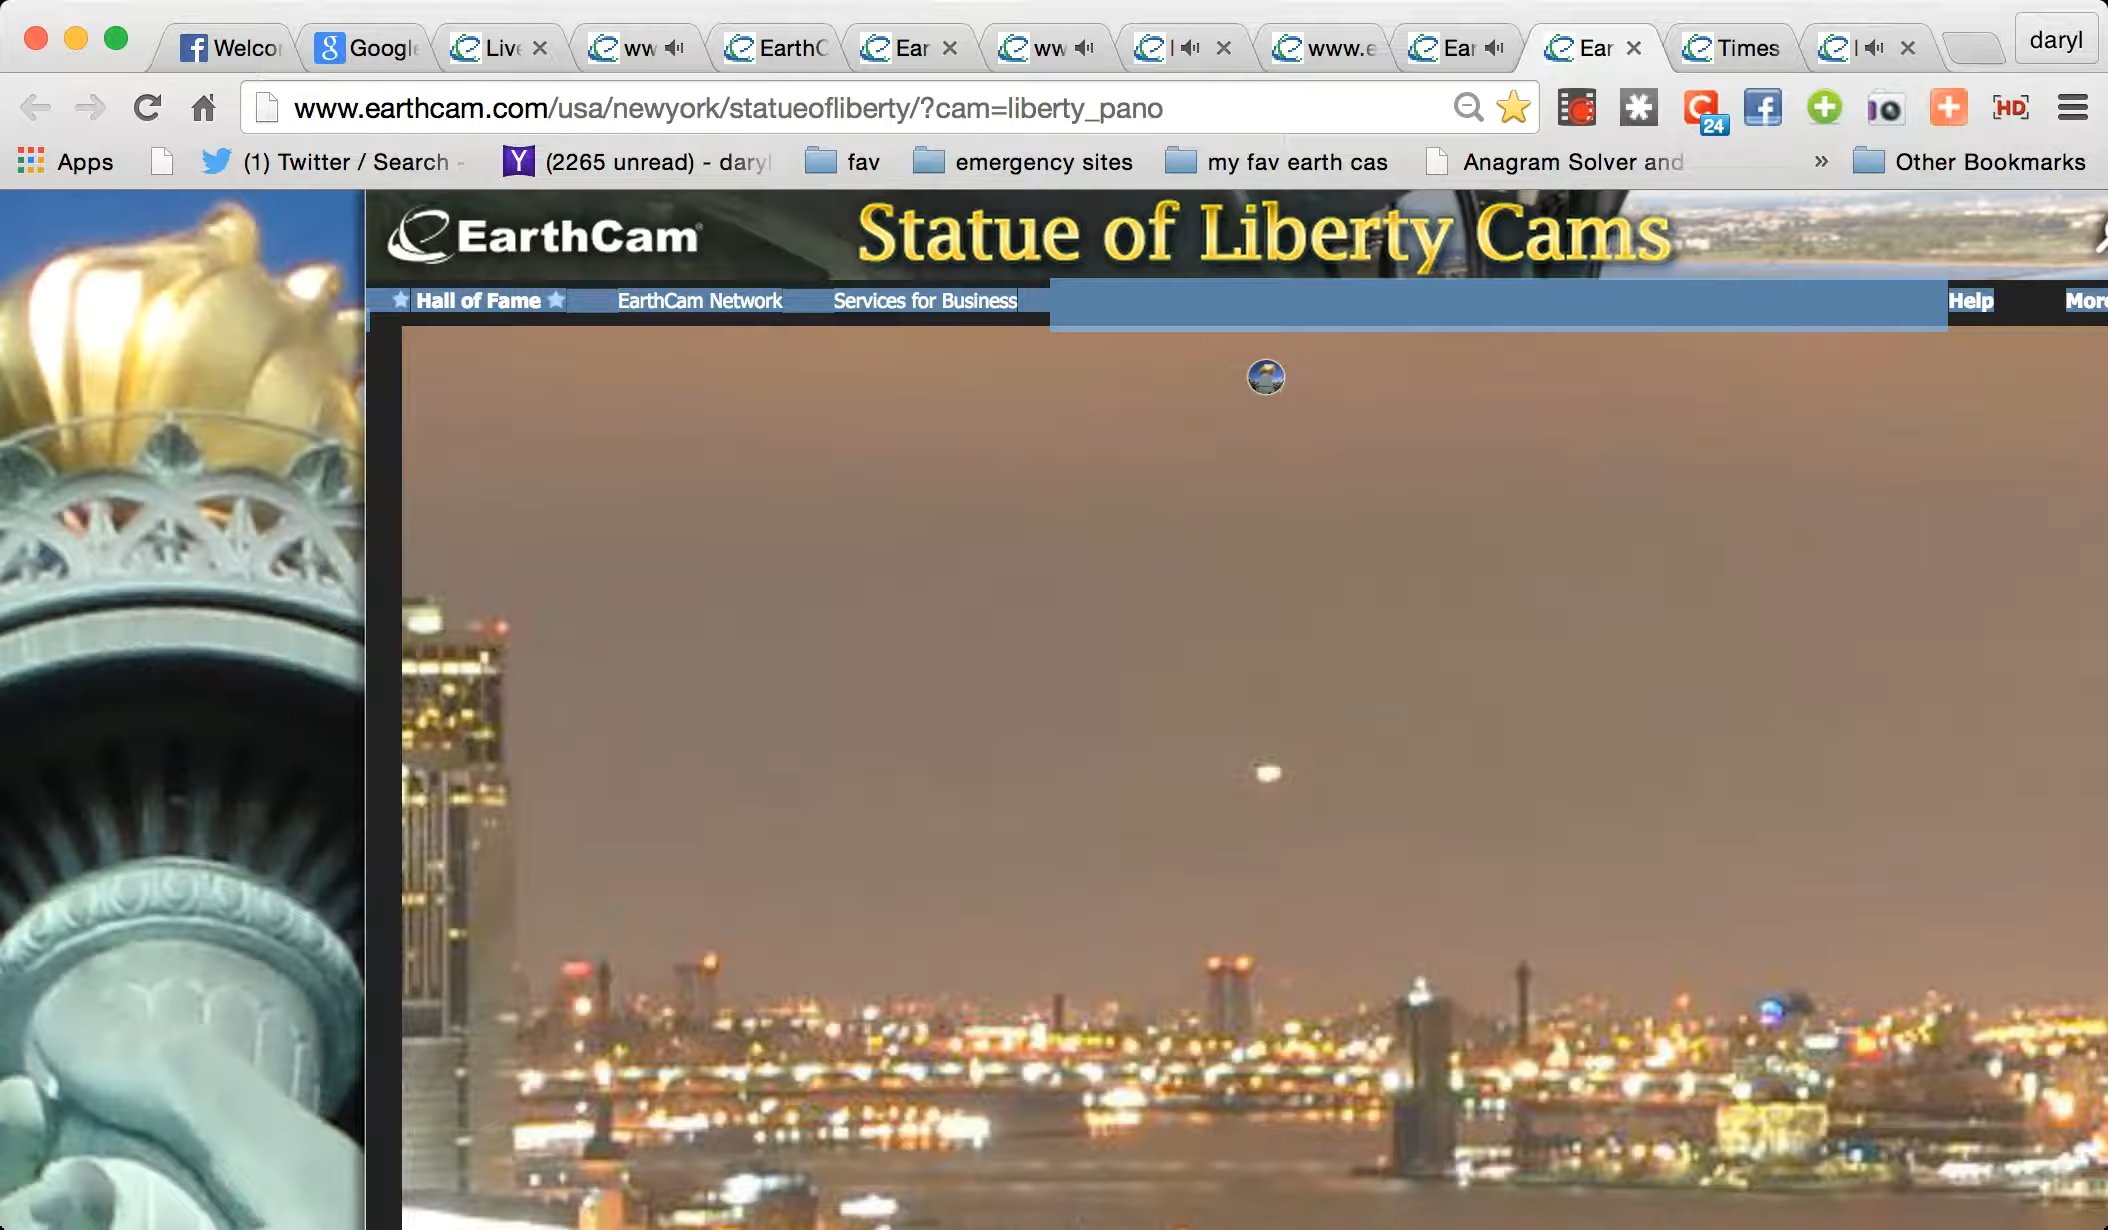 Welco Google Live ww EarthC Ear ww www.e Ear Ear Times daryl
www.earthcam.com/usa/newyork/statueofliberty/?cam=liberty_pano
24 HD
Apps (1) Twitter / Search - Y (2265 unread) - daryl fav emergency sites my fav earth cas Anagram Solver and » Other Bookmarks
EarthCam Statue of Liberty Cams
Hall of Fame EarthCam Network Services for Business Help More